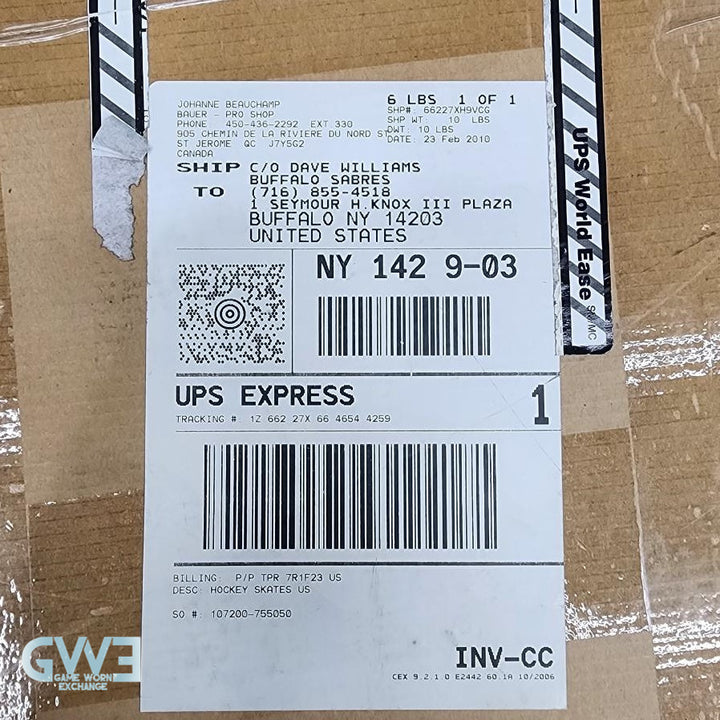 JOHANNE BEAUCHAMP
BAUER - PRO SHOP
PHONE: 450-436-2292 EXT.330
905 CHEMIN DE LA RIVIERE DU NORD ST
ST JEROME QC J7Y5G2
CANADA
6 LBS 1 OF 1
SHP#: 66227XH9VCG
SHP WT: 10 LBS
DWT: 10 LBS
DATE: 23 Feb 2010
SHIP TO
C/O DAVE WILLIAMS
BUFFALO SABRES
(716) 855-4518
1 SEYMOUR H.KNOX III PLAZA
BUFFALO NY 14203
UNITED STATES
NY 142 9-03
UPS EXPRESS
1
TRACKING #: 1Z 662 27X 66 4654 4259
BILLING: P/P TPR 7R1F23 US
DESC: HOCKEY SKATES US
SO #: 107200-755050
INV-CC
CEX 9.2.1.0 E2442 60.1A 10/2006
UPS World Ease
GWE
GAME WORN
EXCHANGE